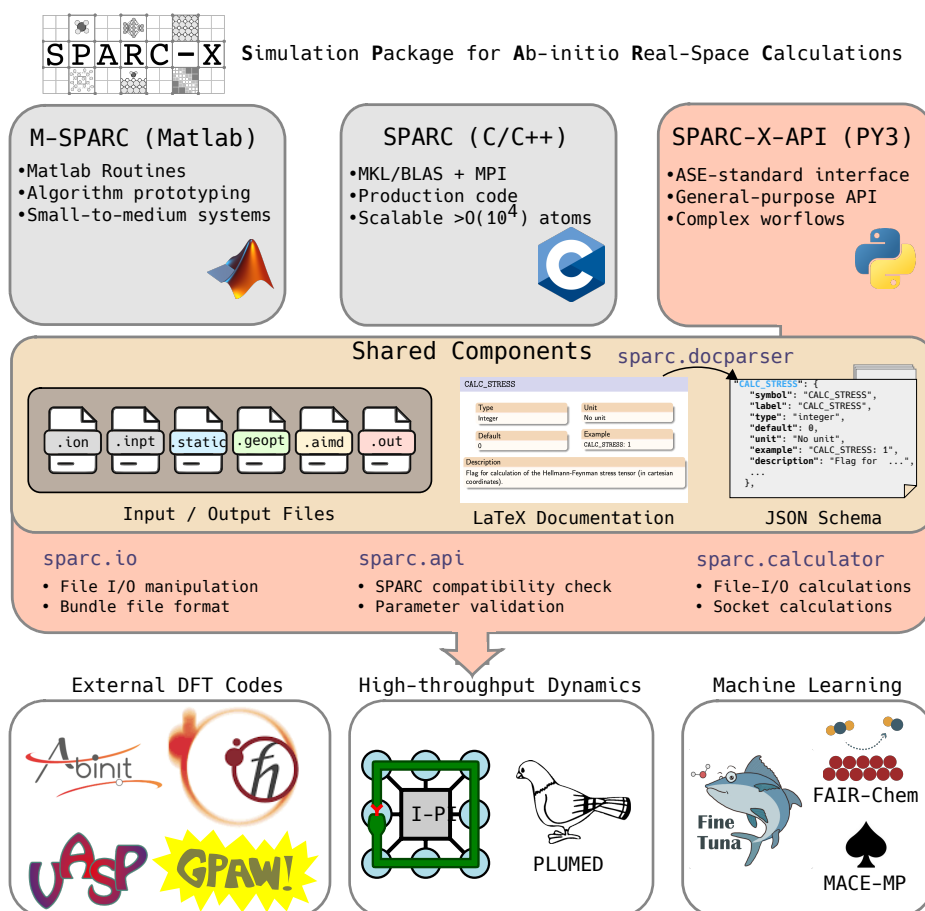 SPARC-X
Simulation Package for Ab-initio Real-Space Calculations
M-SPARC (Matlab)
•Matlab Routines
•Algorithm prototyping
•Small-to-medium systems
SPARC (C/C++)
•MKL/BLAS + MPI
•Production code
•Scalable >O(10^4) atoms
C
SPARC-X-API (PY3)
•ASE-standard interface
•General-purpose API
•Complex worflows
Shared Components
sparc.docparser
.ion
.inpt
.static
.geopt
.aimd
.out
Input / Output Files
CALC_STRESS
Type
Integer
Unit
No unit
Default
0
Example
CALC_STRESS: 1
Description
Flag for calculation of the Hellmann-Feynman stress tensor (in cartesian
coordinates).
LaTeX Documentation
"CALC_STRESS": {
"symbol": "CALC_STRESS",
"label": "CALC_STRESS",
"type": "integer",
"default": 0,
"unit": "No unit",
"example": "CALC_STRESS: 1",
"description": "Flag for ...",
...
},
JSON Schema
sparc.io
• File I/O manipulation
• Bundle file format
sparc.api
• SPARC compatibility check
• Parameter validation
sparc.calculator
• File-I/O calculations
• Socket calculations
External DFT Codes
Abinit
VASP
GPAW!
High-throughput Dynamics
I-PI
PLUMED
Machine Learning
Fine
Tuna
FAIR-Chem
MACE-MP